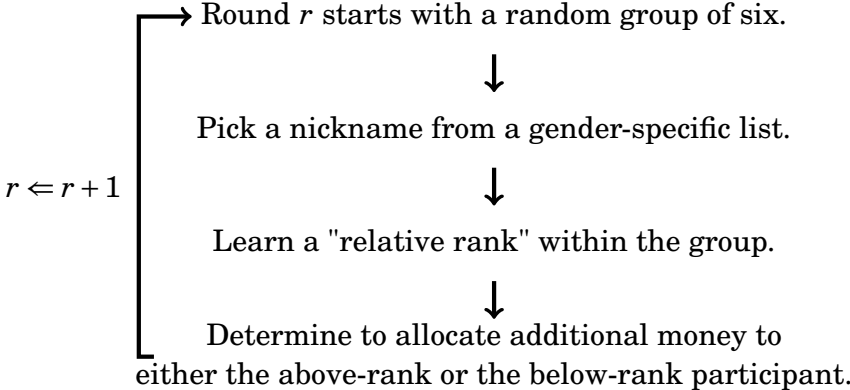 Round r starts with a random group of six.
Pick a nickname from a gender-specific list.
r ⇐ r + 1
Learn a "relative rank" within the group.
Determine to allocate additional money to
either the above-rank or the below-rank participant.